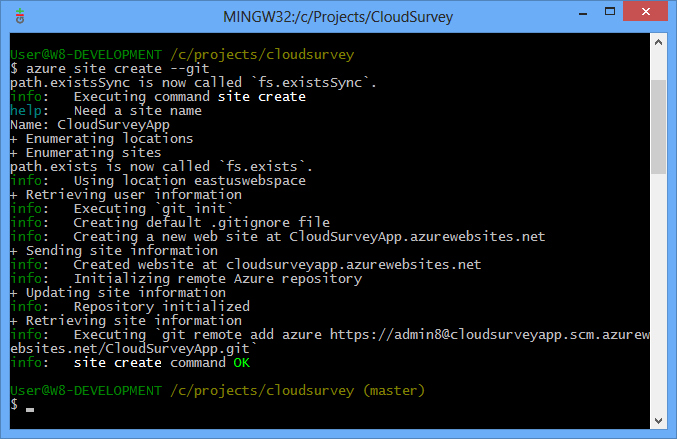 MINGW32:/c/Projects/CloudSurvey
User@W8-DEVELOPMENT /c/projects/cloudsurvey
$ azure site create --git
path.existsSync is now called `fs.existsSync`.
info:   Executing command site create
help:   Need a site name
Name: CloudSurveyApp
+ Enumerating locations
+ Enumerating sites
path.exists is now called `fs.exists`.
info:   Using location eastuswebspace
+ Retrieving user information
info:   Executing `git init`
info:   Creating default .gitignore file
info:   Creating a new web site at CloudSurveyApp.azurewebsites.net
+ Sending site information
info:   Created website at cloudsurveyapp.azurewebsites.net
info:   Initializing remote Azure repository
+ Updating site information
info:   Repository initialized
+ Retrieving site information
info:   Executing `git remote add azure https://admin8@cloudsurveyapp.scm.azurew
ebsites.net/CloudSurveyApp.git`
info:   site create command OK
User@W8-DEVELOPMENT /c/projects/cloudsurvey (master)
$